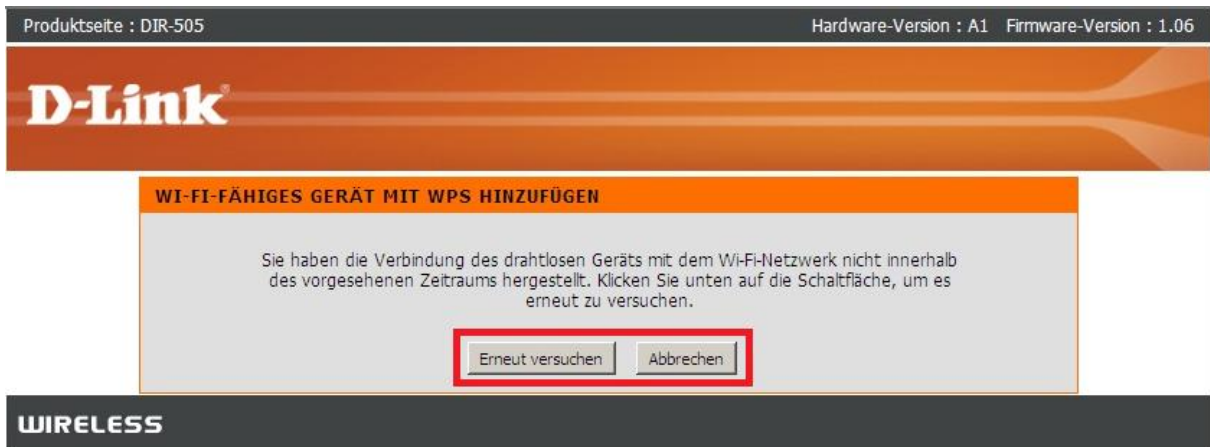 Produktseite : DIR-505 Hardware-Version : A1 Firmware-Version : 1.06
D-Link
WI-FI-FÄHIGES GERÄT MIT WPS HINZUFÜGEN
Sie haben die Verbindung des drahtlosen Geräts mit dem Wi-Fi-Netzwerk nicht innerhalb
des vorgesehenen Zeitraums hergestellt. Klicken Sie unten auf die Schaltfläche, um es
erneut zu versuchen.
Erneut versuchen Abbrechen
WIRELESS